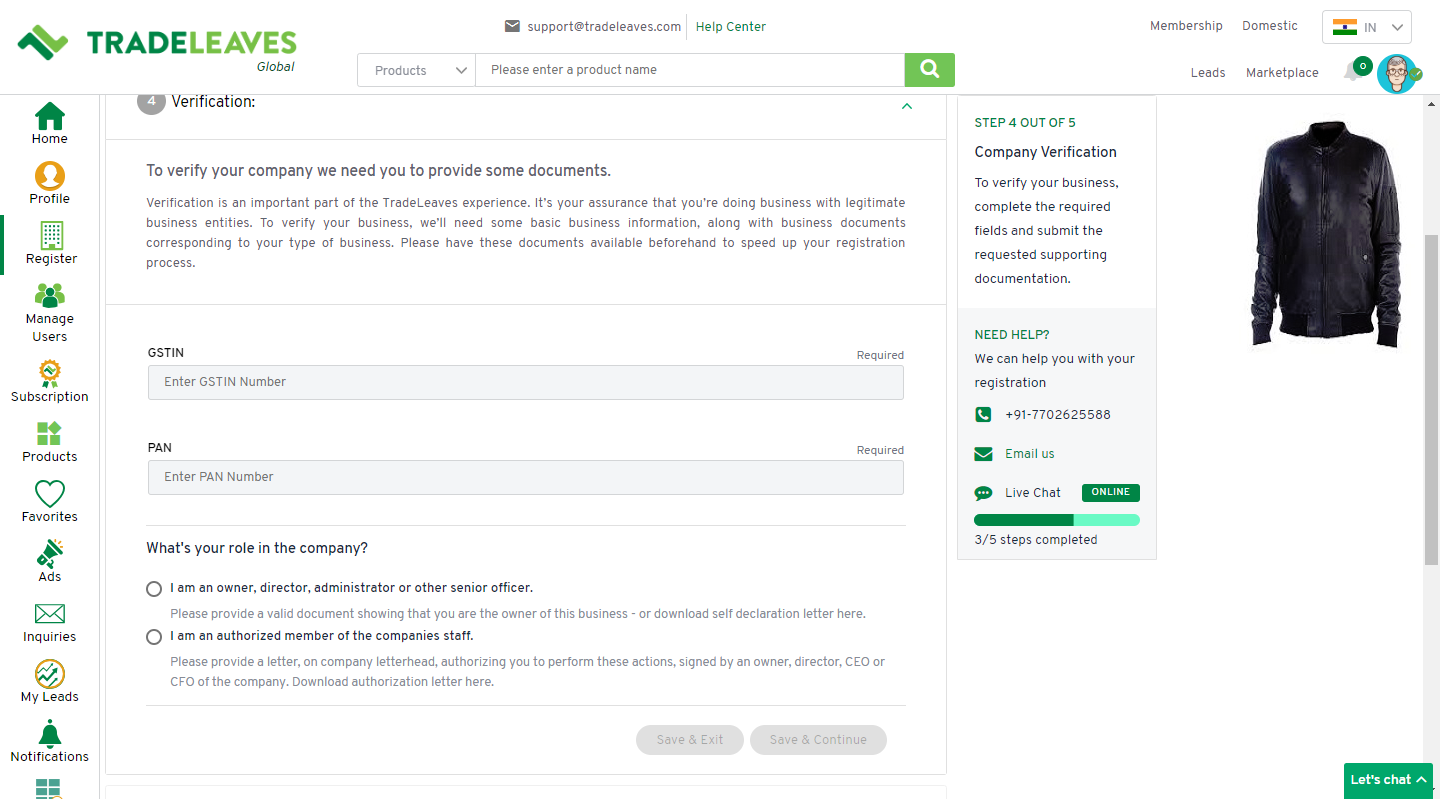 TRADELEAVES
Global
support@tradeleaves.com
Help Center
Membership
Domestic
IN
Products
Please enter a product name
Leads
Marketplace
0
Home
Profile
Register
Manage
Users
Subscription
Products
Favorites
Ads
Inquiries
My Leads
Notifications
4 Verification:
To verify your company we need you to provide some documents.
Verification is an important part of the TradeLeaves experience. It's your assurance that you're doing business with legitimate
business entities. To verify your business, we'll need some basic business information, along with business documents
corresponding to your type of business. Please have these documents available beforehand to speed up your registration
process.
GSTIN
Required
Enter GSTIN Number
PAN
Required
Enter PAN Number
What's your role in the company?
I am an owner, director, administrator or other senior officer.
Please provide a valid document showing that you are the owner of this business - or download self declaration letter here.
I am an authorized member of the companies staff.
Please provide a letter, on company letterhead, authorizing you to perform these actions, signed by an owner, director, CEO or
CFO of the company. Download authorization letter here.
Save & Exit
Save & Continue
STEP 4 OUT OF 5
Company Verification
To verify your business,
complete the required
fields and submit the
requested supporting
documentation.
NEED HELP?
We can help you with your
registration
+91-7702625588
Email us
Live Chat
ONLINE
3/5 steps completed
Let's chat